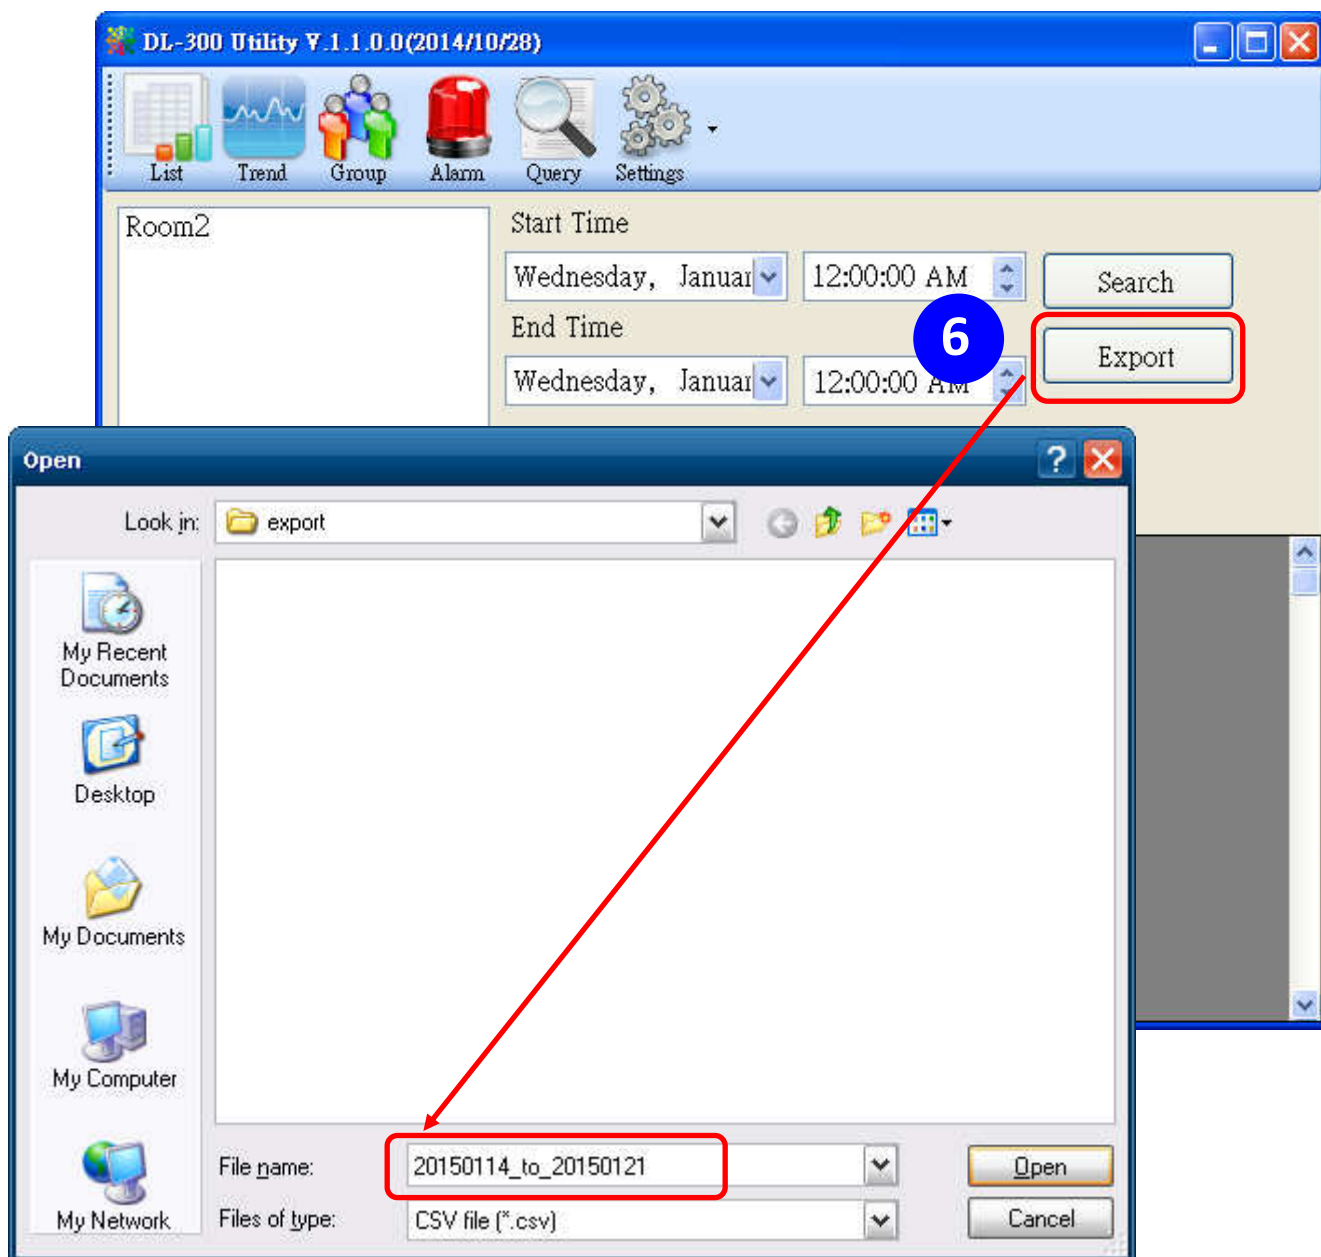 DL-300 Utility V.1.1.0.0(2014/10/28)
List Trend Group Alarm Query Settings
Room2
Start Time
Wednesday, Januar 12:00:00 AM Search
End Time
6
Wednesday, Januar 12:00:00 AM Export
Open
?
Look in: export
My Recent
Documents
Desktop
My Documents
My Computer
My Network
File name: 20150114_to_20150121 Open
Files of type: CSV file (*.csv) Cancel